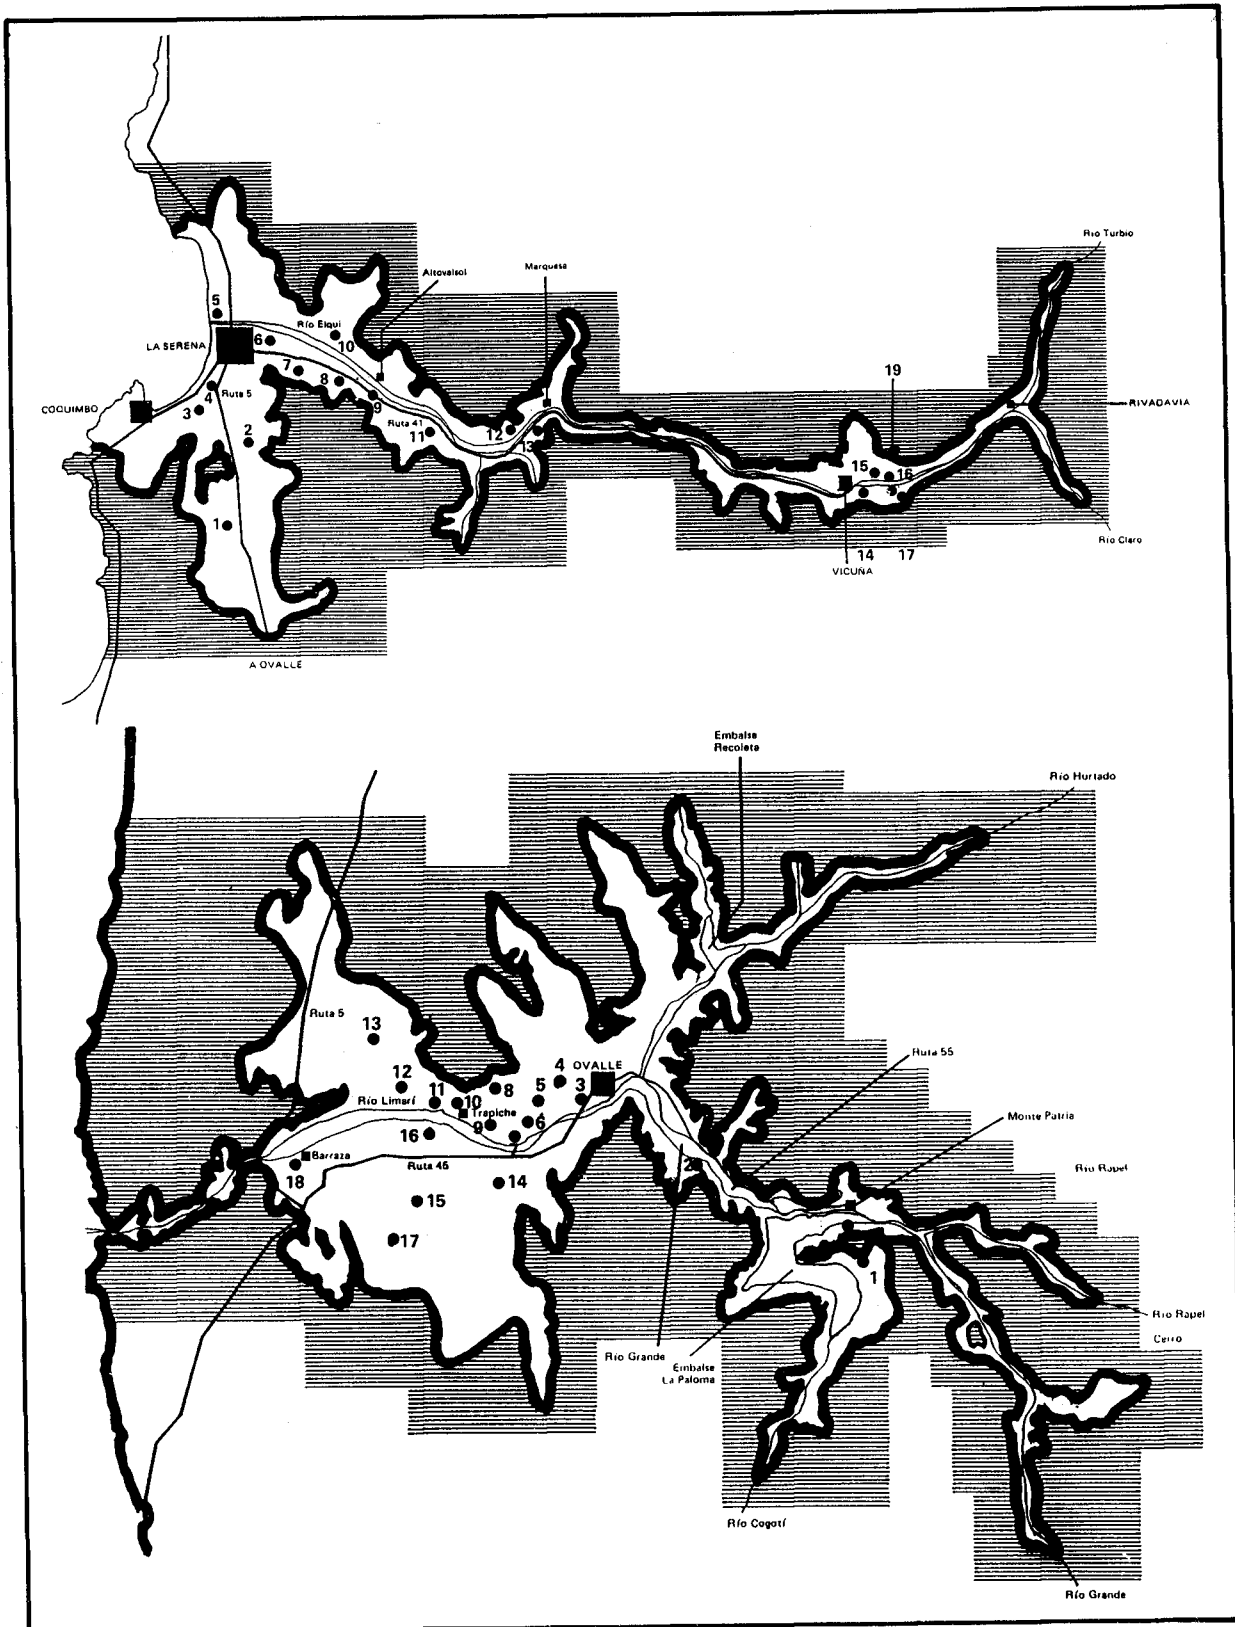 Río Turbio
Altovalsol
Marquesa
5
Río Elqui
LA SERENA
6
10
7
8
19
COQUIMBO
4
Ruta 5
3
9
RIVADAVIA
Ruta 41
11
12
13
2
15
16
1
14
17
Río Claro
VICUÑA
A OVALLE
Embalse
Recoleta
Río Hurtado
Ruta 5
13
Ruta 55
4
OVALLE
12
11
10
8
5
3
Río Limarí
Trapiche
Monte Patria
9
6
16
7
Barraza
Ruta 45
2
Río Rapel
18
14
15
17
1
Río Rapel
Cerro
Río Grande
Embalse
La Paloma
Río Cogotí
Río Grande